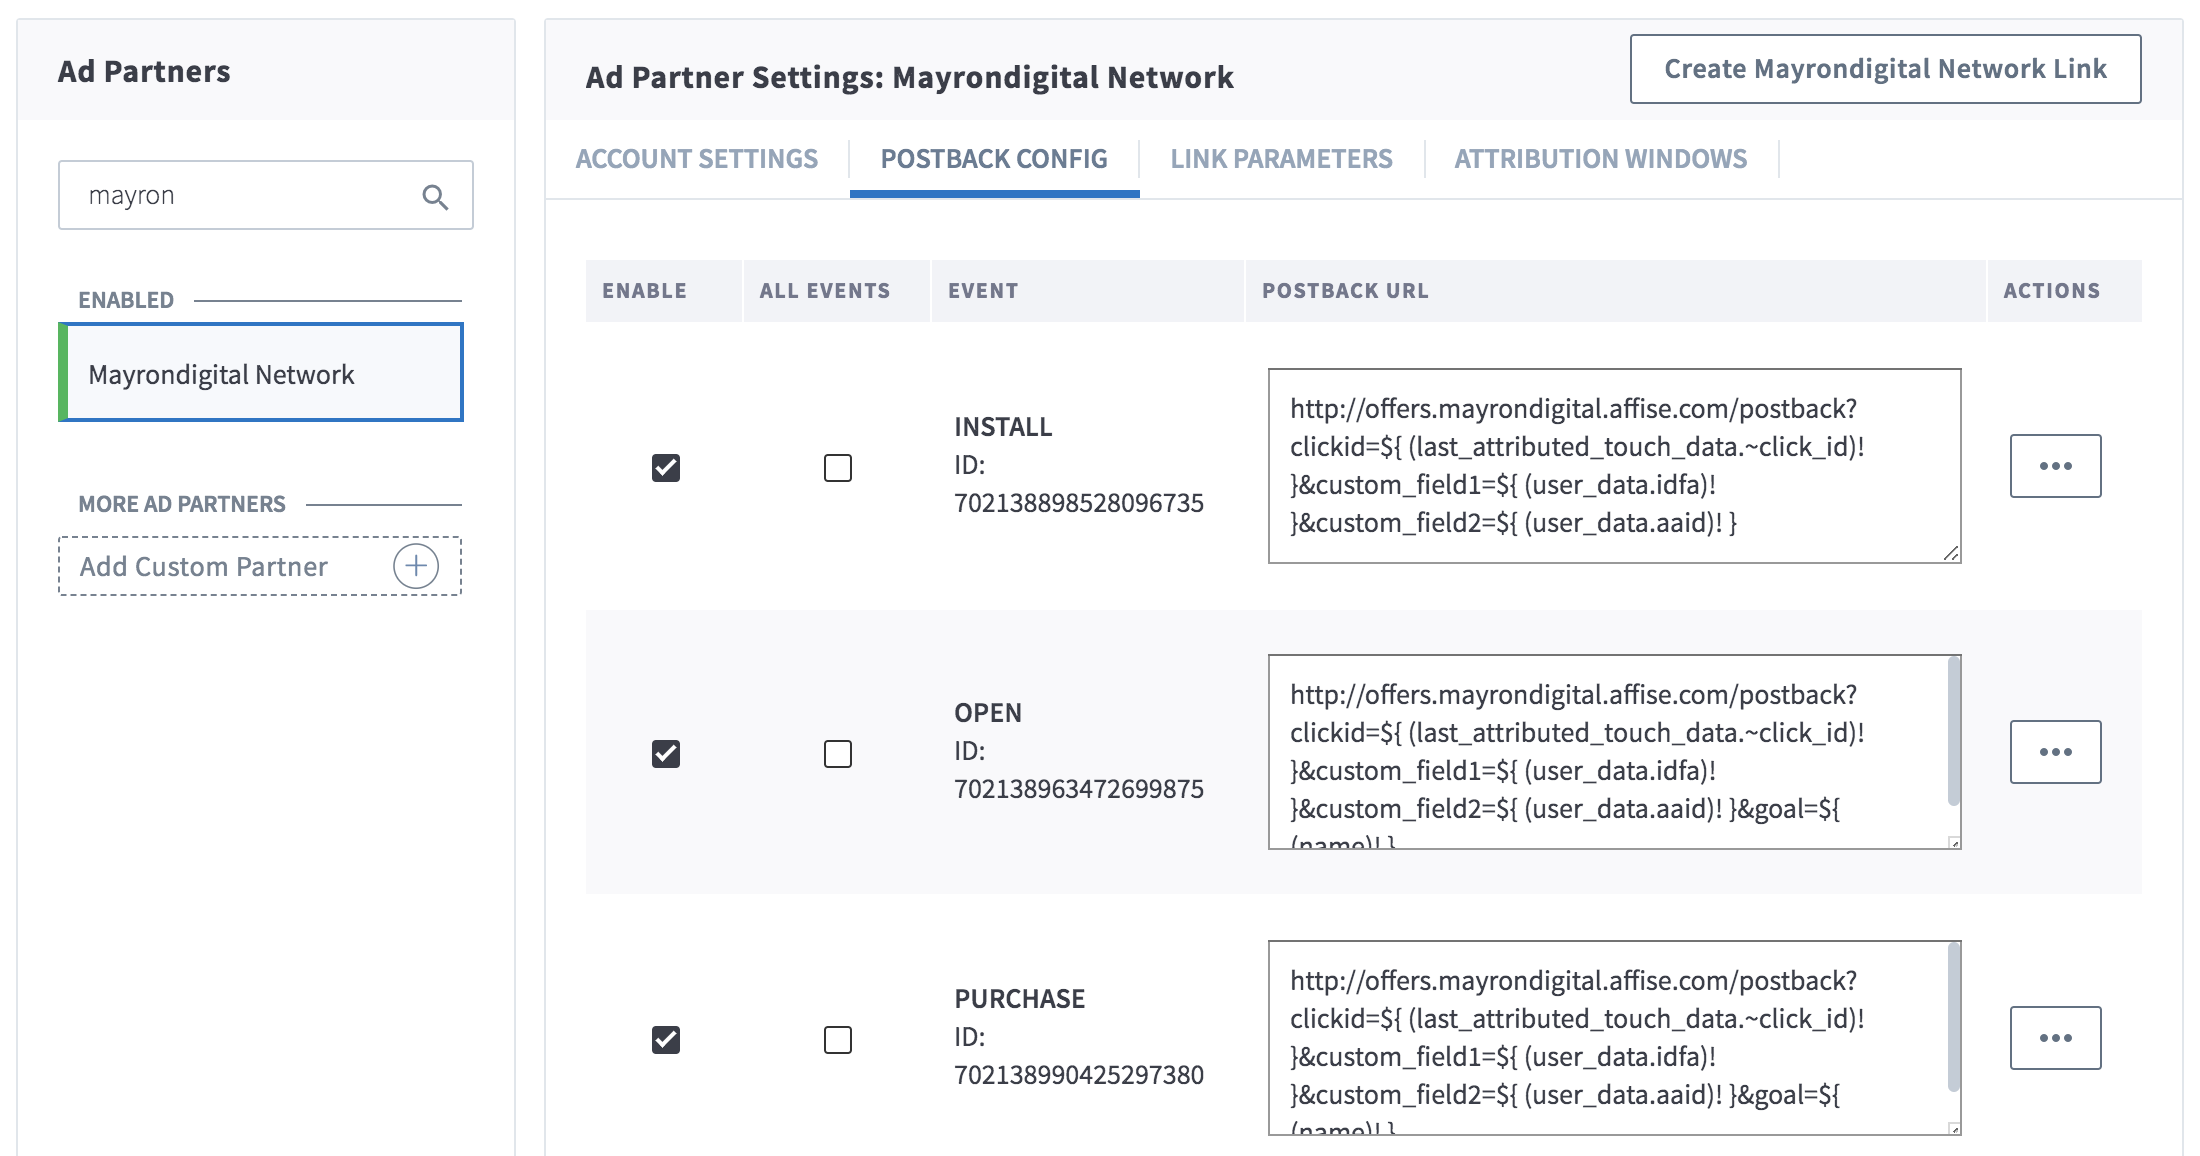 Ad Partners
mayron
ENABLED
Mayrondigital Network
MORE AD PARTNERS
Add Custom Partner
Ad Partner Settings: Mayrondigital Network
Create Mayrondigital Network Link
ACCOUNT SETTINGS
POSTBACK CONFIG
LINK PARAMETERS
ATTRIBUTION WINDOWS
ENABLE
ALL EVENTS
EVENT
POSTBACK URL
ACTIONS
INSTALL
ID:
702138898528096735
http://offers.mayrondigital.affise.com/postback?
clickid=${ (last_attributed_touch_data.~click_id)!
}&custom_field1=${ (user_data.idfa)!
}&custom_field2=${ (user_data.aaid)! }
OPEN
ID:
702138963472699875
http://offers.mayrondigital.affise.com/postback?
clickid=${ (last_attributed_touch_data.~click_id)!
}&custom_field1=${ (user_data.idfa)!
}&custom_field2=${ (user_data.aaid)! }&goal=${
(name)! }
PURCHASE
ID:
702138990425297380
http://offers.mayrondigital.affise.com/postback?
clickid=${ (last_attributed_touch_data.~click_id)!
}&custom_field1=${ (user_data.idfa)!
}&custom_field2=${ (user_data.aaid)! }&goal=${
(name)! }